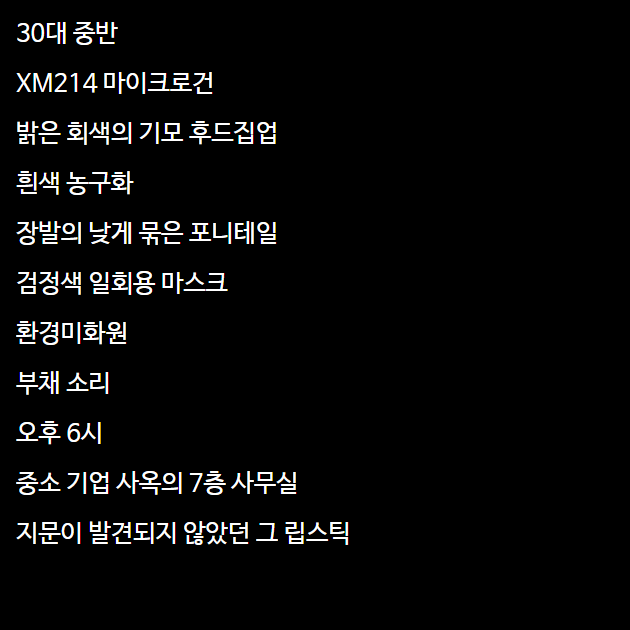 30대 중반
XM214 마이크로건
밝은 회색의 기모 후드집업
흰색 농구화
장발의 낮게 묶은 포니테일
검정색 일회용 마스크
환경미화원
부채 소리
오후 6시
중소 기업 사옥의 7층 사무실
지문이 발견되지 않았던 그 립스틱